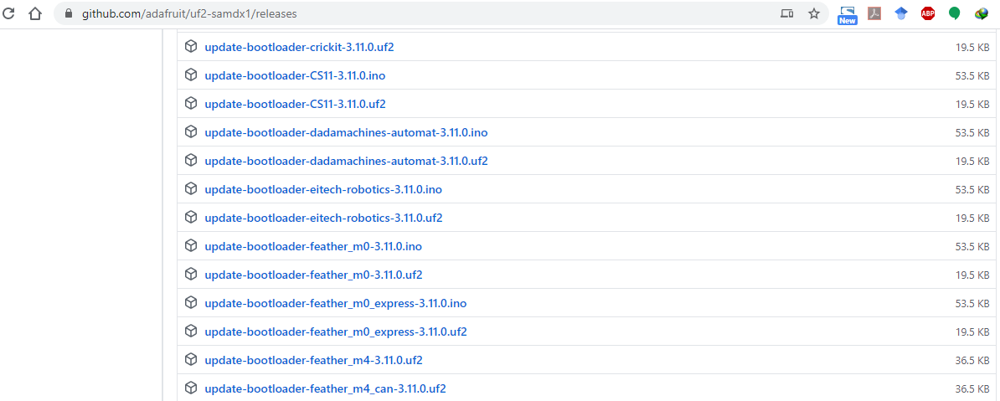 github.com/adafruit/uf2-samdx1/releases
New
ABP
update-bootloader-crickit-3.11.0.uf2 19.5 KB
update-bootloader-CS11-3.11.0.ino 53.5 KB
update-bootloader-CS11-3.11.0.uf2 19.5 KB
update-bootloader-dadamachines-automat-3.11.0.ino 53.5 KB
update-bootloader-dadamachines-automat-3.11.0.uf2 19.5 KB
update-bootloader-eitech-robotics-3.11.0.ino 53.5 KB
update-bootloader-eitech-robotics-3.11.0.uf2 19.5 KB
update-bootloader-feather_m0-3.11.0.ino 53.5 KB
update-bootloader-feather_m0-3.11.0.uf2 19.5 KB
update-bootloader-feather_m0_express-3.11.0.ino 53.5 KB
update-bootloader-feather_m0_express-3.11.0.uf2 19.5 KB
update-bootloader-feather_m4-3.11.0.uf2 36.5 KB
update-bootloader-feather_m4_can-3.11.0.uf2 36.5 KB